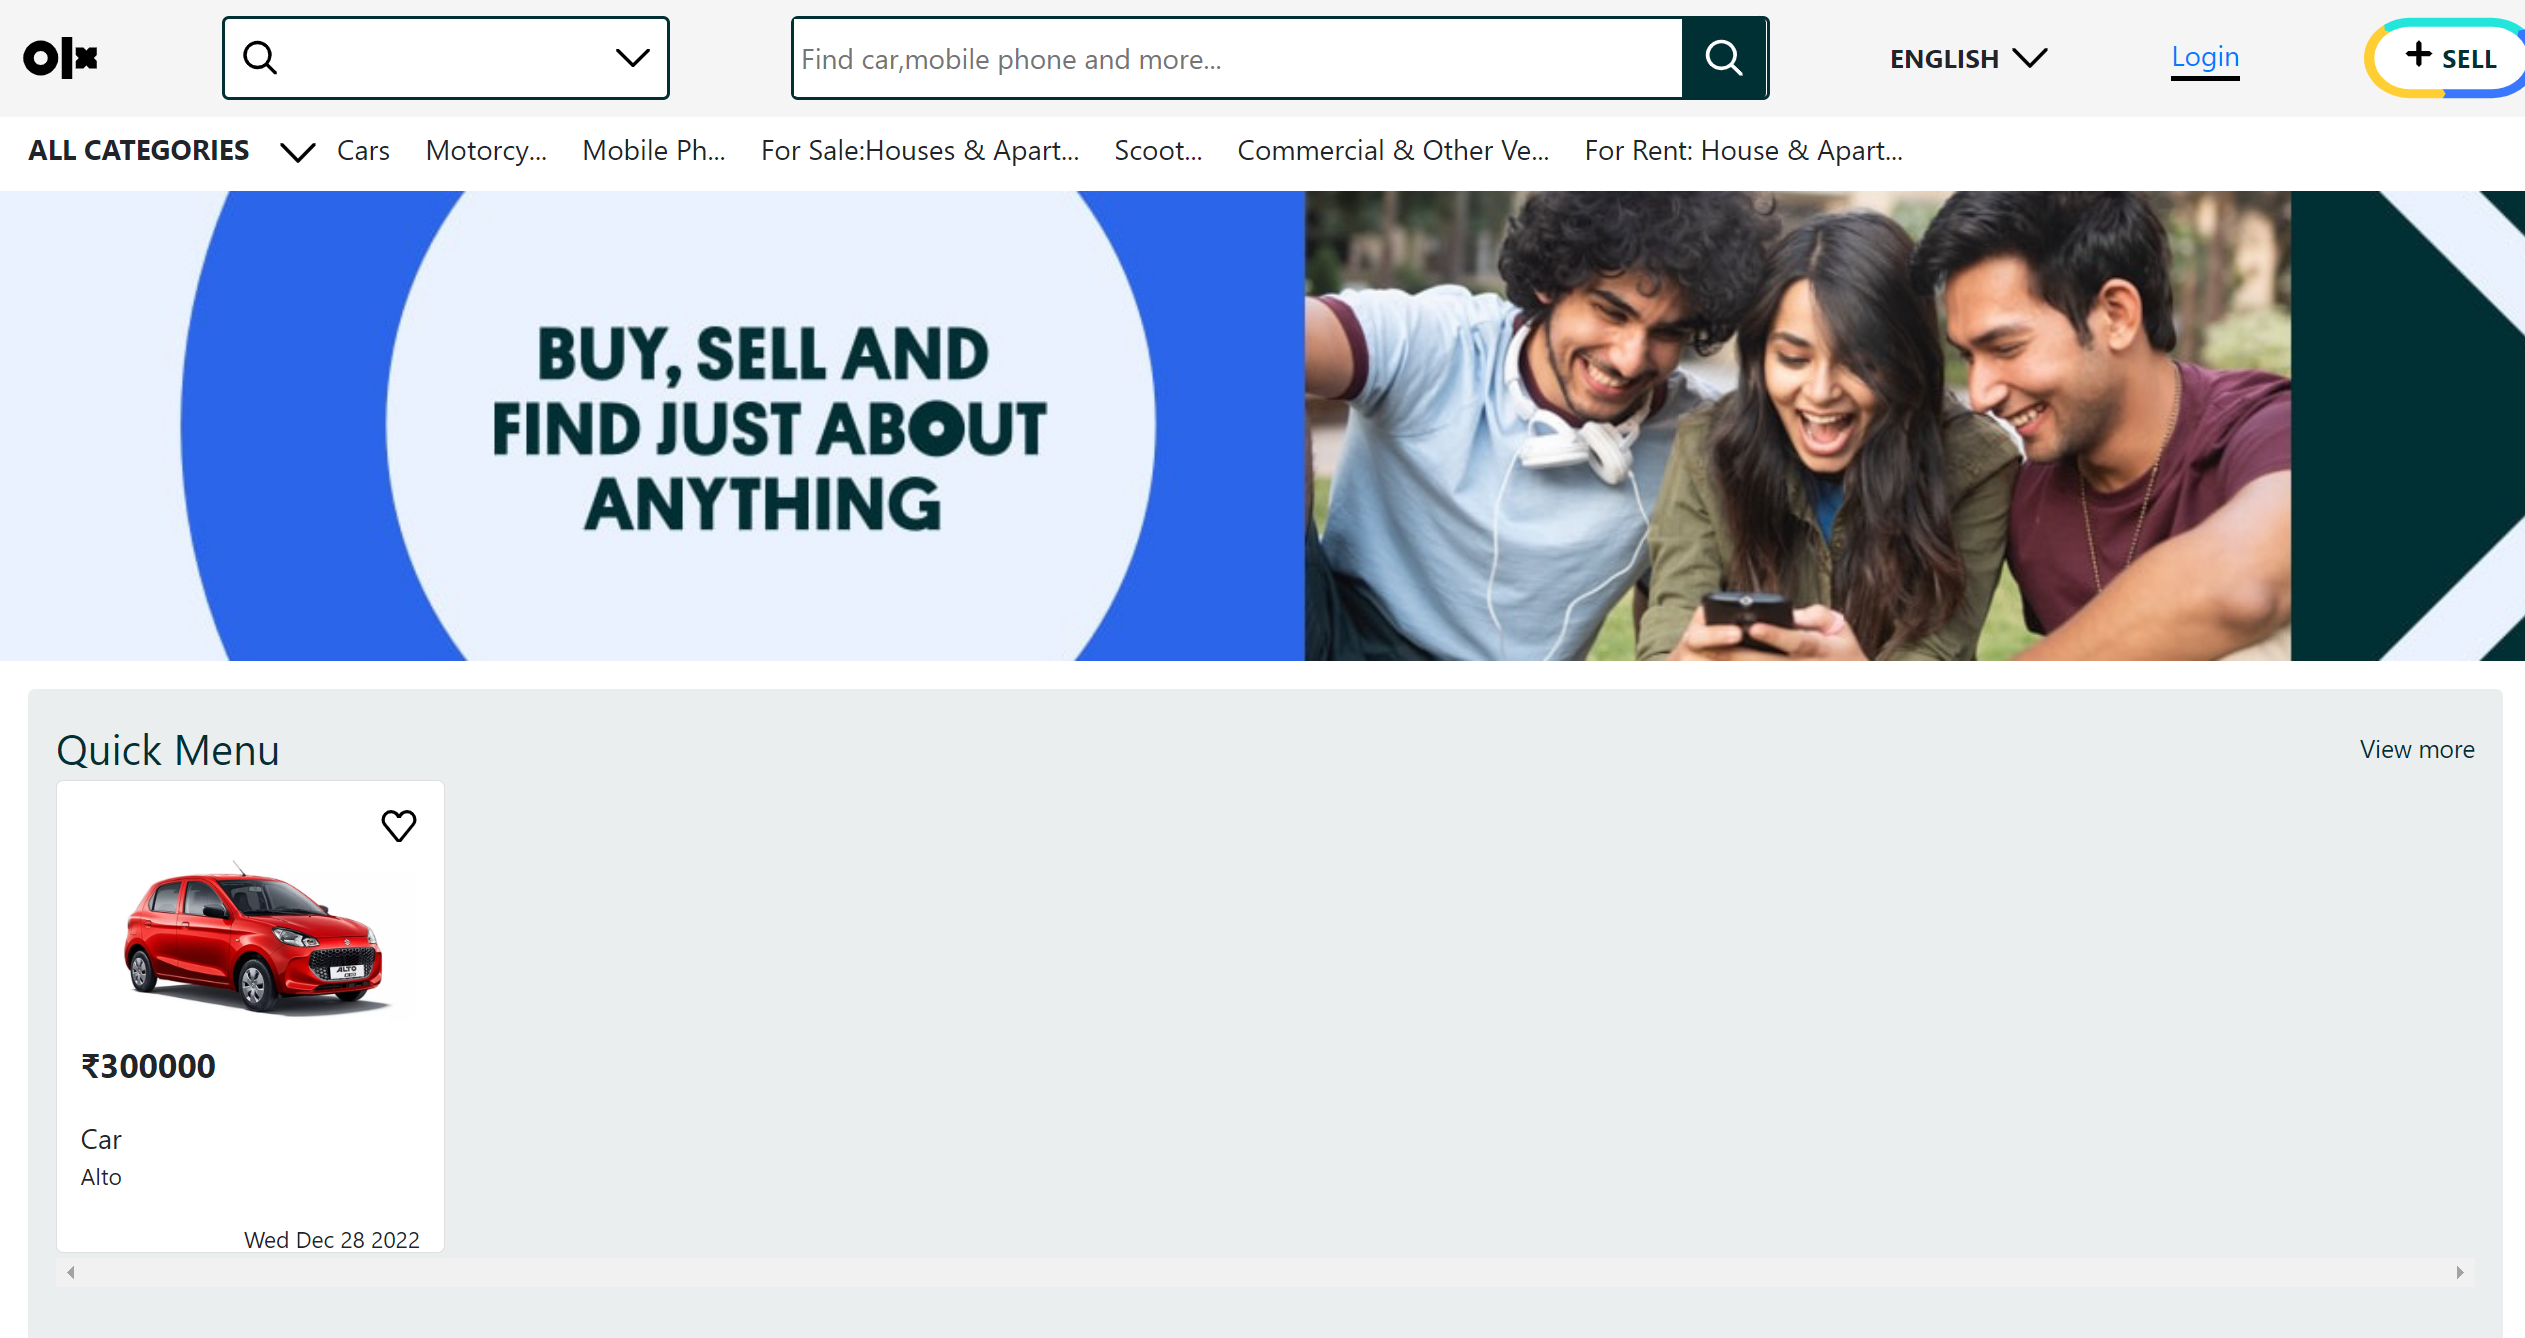 olx
Find car,mobile phone and more...
ENGLISH
Login
+ SELL
ALL CATEGORIES
Cars
Motorcy...
Mobile Ph...
For Sale:Houses & Apart...
Scoot...
Commercial & Other Ve...
For Rent: House & Apart...
BUY, SELL AND
FIND JUST ABOUT
ANYTHING
Quick Menu
View more
ALTO
₹300000
Car
Alto
Wed Dec 28 2022